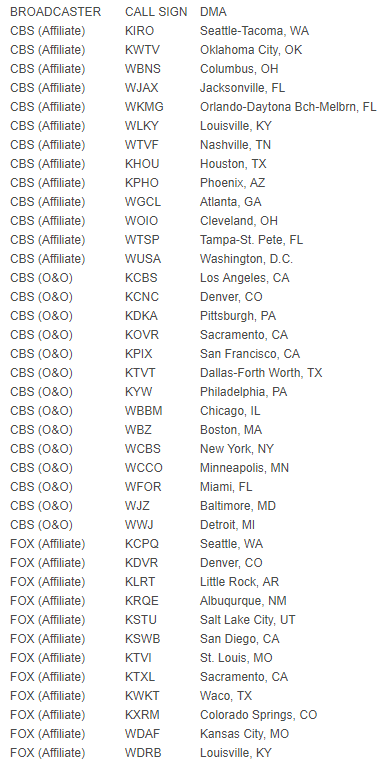 BROADCASTER CALL SIGN DMA
CBS (Affiliate) KIRO Seattle-Tacoma, WA
CBS (Affiliate) KWTV Oklahoma City, OK
CBS (Affiliate) WBNS Columbus, OH
CBS (Affiliate) WJAX Jacksonville, FL
CBS (Affiliate) WKMG Orlando-Daytona Bch-Melbrn, FL
CBS (Affiliate) WLKY Louisville, KY
CBS (Affiliate) WTVF Nashville, TN
CBS (Affiliate) KHOU Houston, TX
CBS (Affiliate) KPHO Phoenix, AZ
CBS (Affiliate) WGCL Atlanta, GA
CBS (Affiliate) WOIO Cleveland, OH
CBS (Affiliate) WTSP Tampa-St. Pete, FL
CBS (Affiliate) WUSA Washington, D.C.
CBS (O&O) KCBS Los Angeles, CA
CBS (O&O) KCNC Denver, CO
CBS (O&O) KDKA Pittsburgh, PA
CBS (O&O) KOVR Sacramento, CA
CBS (O&O) KPIX San Francisco, CA
CBS (O&O) KTVT Dallas-Forth Worth, TX
CBS (O&O) KYW Philadelphia, PA
CBS (O&O) WBBM Chicago, IL
CBS (O&O) WBZ Boston, MA
CBS (O&O) WCBS New York, NY
CBS (O&O) WCCO Minneapolis, MN
CBS (O&O) WFOR Miami, FL
CBS (O&O) WJZ Baltimore, MD
CBS (O&O) WWJ Detroit, MI
FOX (Affiliate) KCPQ Seattle, WA
FOX (Affiliate) KDVR Denver, CO
FOX (Affiliate) KLRT Little Rock, AR
FOX (Affiliate) KRQE Albuqurque, NM
FOX (Affiliate) KSTU Salt Lake City, UT
FOX (Affiliate) KSWB San Diego, CA
FOX (Affiliate) KTVI St. Louis, MO
FOX (Affiliate) KTXL Sacramento, CA
FOX (Affiliate) KWKT Waco, TX
FOX (Affiliate) KXRM Colorado Springs, CO
FOX (Affiliate) WDAF Kansas City, MO
FOX (Affiliate) WDRB Louisville, KY